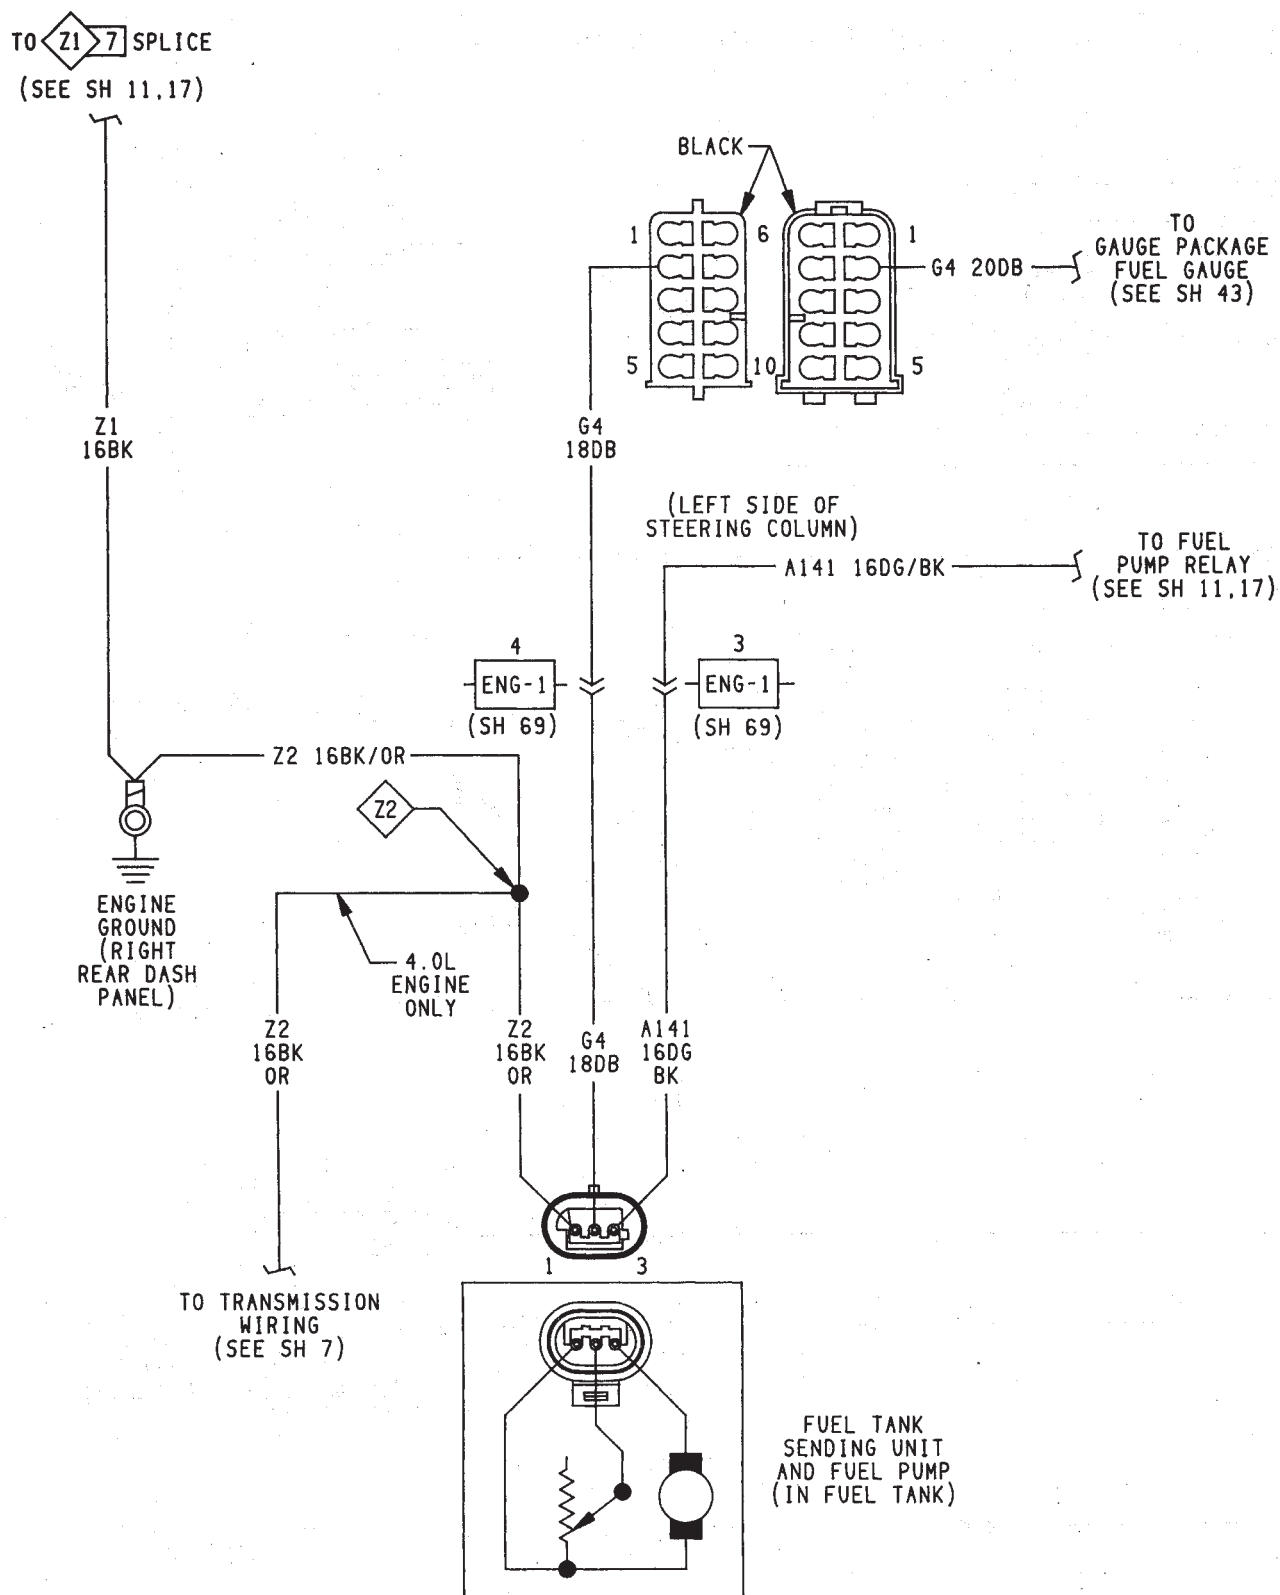 TO Z1 7 SPLICE
(SEE SH 11,17)
BLACK
1
6
1
5
10
5
G4 20DB
TO
GAUGE PACKAGE
FUEL GAUGE
(SEE SH 43)
Z1
16BK
G4
18DB
(LEFT SIDE OF
STEERING COLUMN)
A141 16DG/BK
TO FUEL
PUMP RELAY
(SEE SH 11,17)
4
ENG-1
(SH 69)
3
ENG-1
(SH 69)
Z2 16BK/OR
Z2
ENGINE
GROUND
(RIGHT
REAR DASH
PANEL)
4.0L
ENGINE
ONLY
Z2
16BK
OR
Z2
16BK
OR
G4
18DB
A141
16DG
BK
1
3
TO TRANSMISSION
WIRING
(SEE SH 7)
FUEL TANK
SENDING UNIT
AND FUEL PUMP
(IN FUEL TANK)